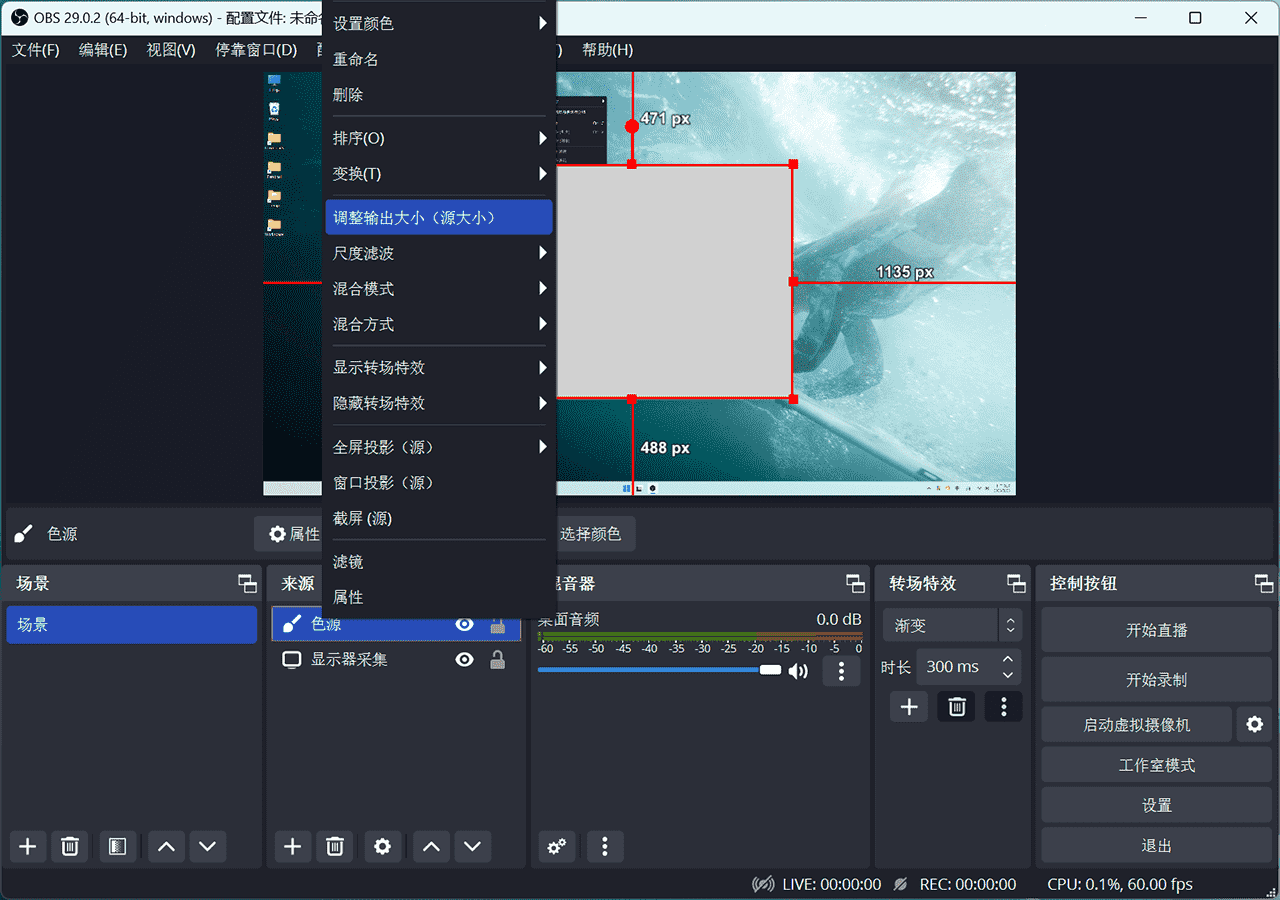 OBS 29.0.2 (64-bit, windows) - 配置文件: 未命名
文件(F) 编辑(E) 视图(V) 停靠窗口(D) 帮助(H)
设置颜色
重命名
删除
排序(O)
变换(T)
调整输出大小（源大小）
尺度滤波
混合模式
混合方式
显示转场特效
隐藏转场特效
全屏投影（源）
窗口投影（源）
截屏 (源)
滤镜
属性
471 px
1135 px
488 px
色源 属性 选择颜色
场景
场景
来源
色源
显示器采集
混音器
桌面音频 0.0 dB
-60 -55 -50 -45 -40 -35 -30 -25 -20 -15 -10 -5 0
转场特效
渐变
时长 300 ms
控制按钮
开始直播
开始录制
启动虚拟摄像机
工作室模式
设置
退出
LIVE: 00:00:00 REC: 00:00:00 CPU: 0.1%, 60.00 fps